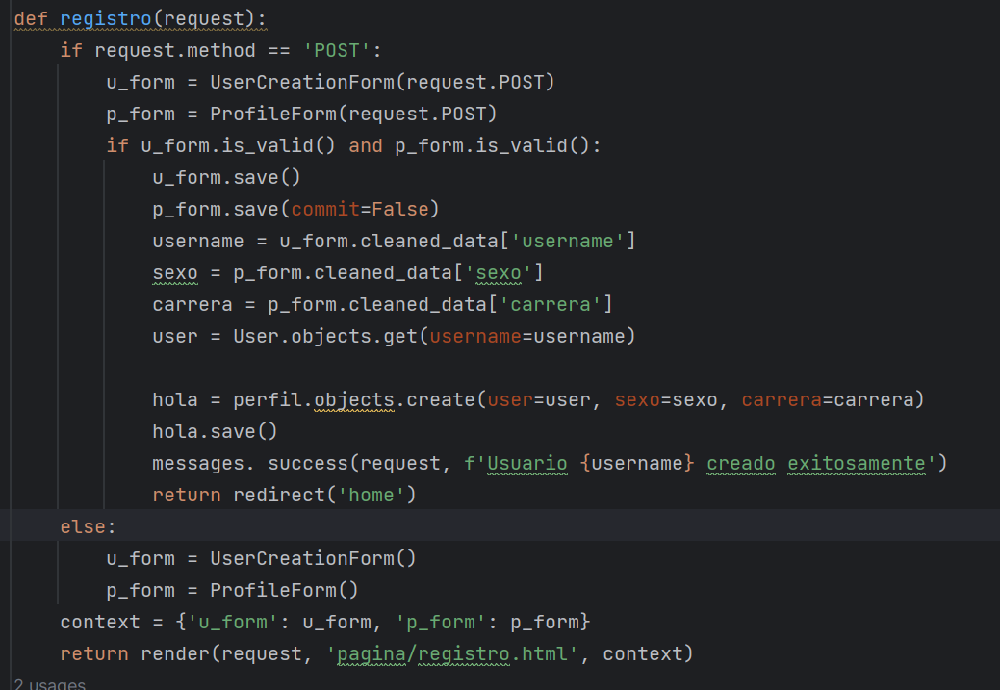 def registro(request):
    if request.method == 'POST':
        u_form = UserCreationForm(request.POST)
        p_form = ProfileForm(request.POST)
        if u_form.is_valid() and p_form.is_valid():
            u_form.save()
            p_form.save(commit=False)
            username = u_form.cleaned_data['username']
            sexo = p_form.cleaned_data['sexo']
            carrera = p_form.cleaned_data['carrera']
            user = User.objects.get(username=username)

            hola = perfil.objects.create(user=user, sexo=sexo, carrera=carrera)
            hola.save()
            messages. success(request, f'Usuario {username} creado exitosamente')
            return redirect('home')
    else:
        u_form = UserCreationForm()
        p_form = ProfileForm()
    context = {'u_form': u_form, 'p_form': p_form}
    return render(request, 'pagina/registro.html', context)
2 usages